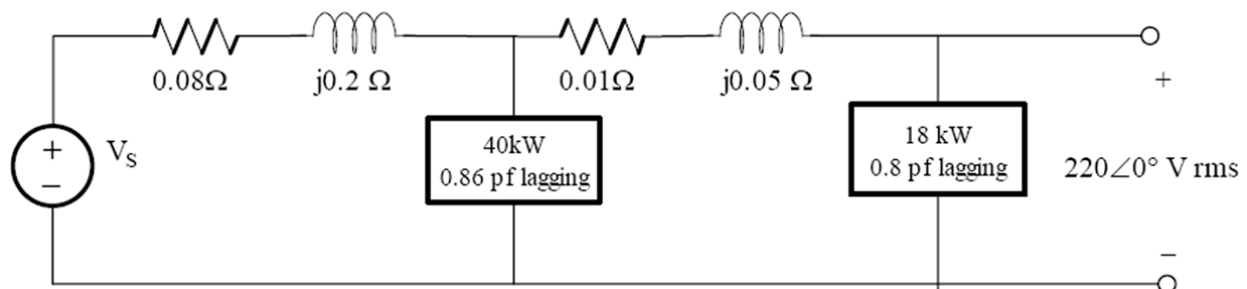 0.08Ω
j0.2 Ω
0.01Ω
j0.05 Ω
+
+
−
V_S
40kW
0.86 pf lagging
18 kW
0.8 pf lagging
220∠0° V rms
−